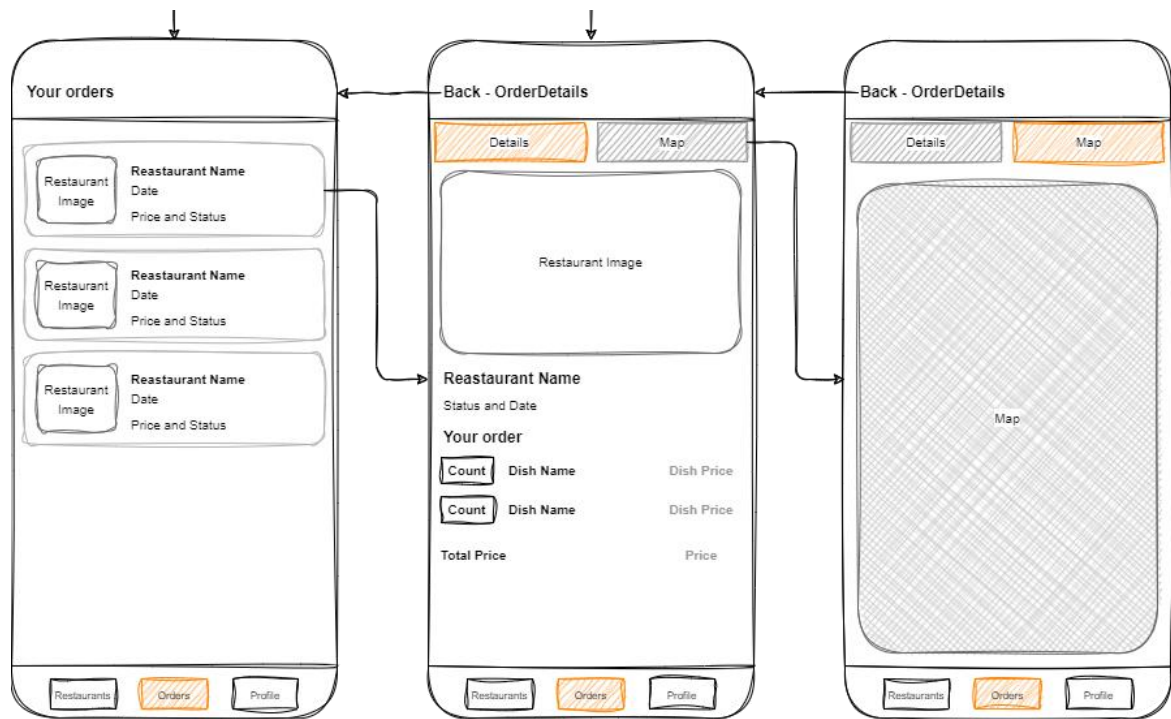 Your orders
Restaurant
Image
Reastaurant Name
Date
Price and Status
Restaurant
Image
Reastaurant Name
Date
Price and Status
Restaurant
Image
Reastaurant Name
Date
Price and Status
Restaurants
Orders
Profile
Back - OrderDetails
Details
Map
Restaurant Image
Reastaurant Name
Status and Date
Your order
Count Dish Name Dish Price
Count Dish Name Dish Price
Total Price Price
Restaurants
Orders
Profile
Back - OrderDetails
Details
Map
Map
Restaurants
Orders
Profile